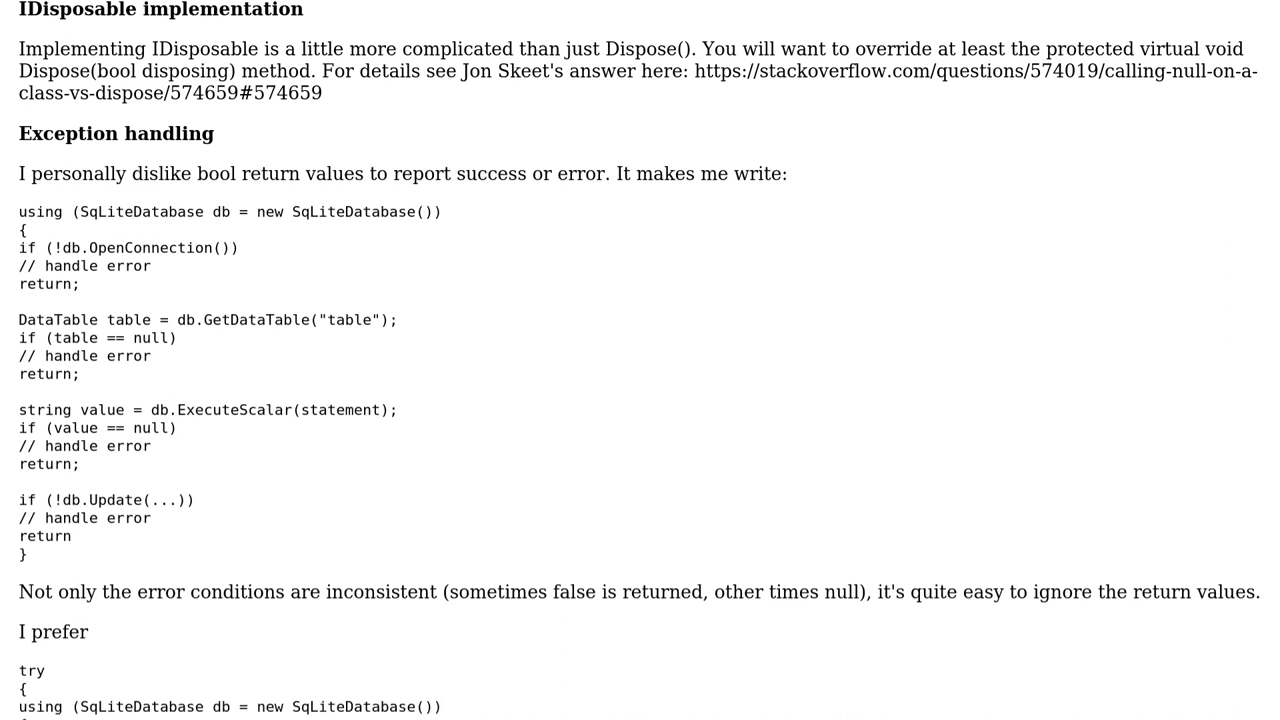 IDisposable implementation
Implementing IDisposable is a little more complicated than just Dispose(). You will want to override at least the protected virtual void
Dispose(bool disposing) method. For details see Jon Skeet's answer here: https://stackoverflow.com/questions/574019/calling-null-on-a-
class-vs-dispose/574659#574659
Exception handling
I personally dislike bool return values to report success or error. It makes me write:
using (SqLiteDatabase db = new SqLiteDatabase())
{
if (!db.OpenConnection())
// handle error
return;
DataTable table = db.GetDataTable("table");
if (table == null)
// handle error
return;
string value = db.ExecuteScalar(statement);
if (value == null)
// handle error
return;
if (!db.Update(...))
// handle error
return
}
Not only the error conditions are inconsistent (sometimes false is returned, other times null), it's quite easy to ignore the return values.
I prefer
try
{
using (SqLiteDatabase db = new SqLiteDatabase())